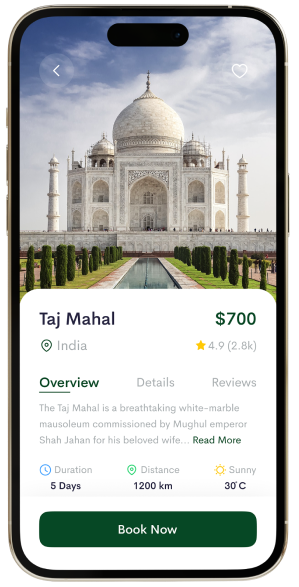 Taj Mahal $700
India 4.9 (2.8k)
Overview Details Reviews
The Taj Mahal is a breathtaking white-marble
mausoleum commissioned by Mughul emperor
Shah Jahan for his beloved wife... Read More
Duration Distance Sunny
5 Days 1200 km 30°C
Book Now